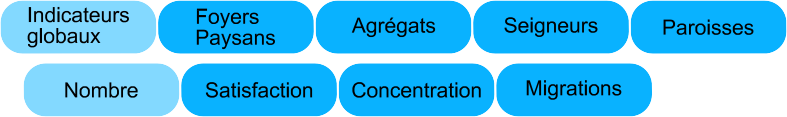 Indicateurs
globaux
Foyers
Paysans
Agrégats
Seigneurs
Paroisses
Nombre
Satisfaction
Concentration
Migrations